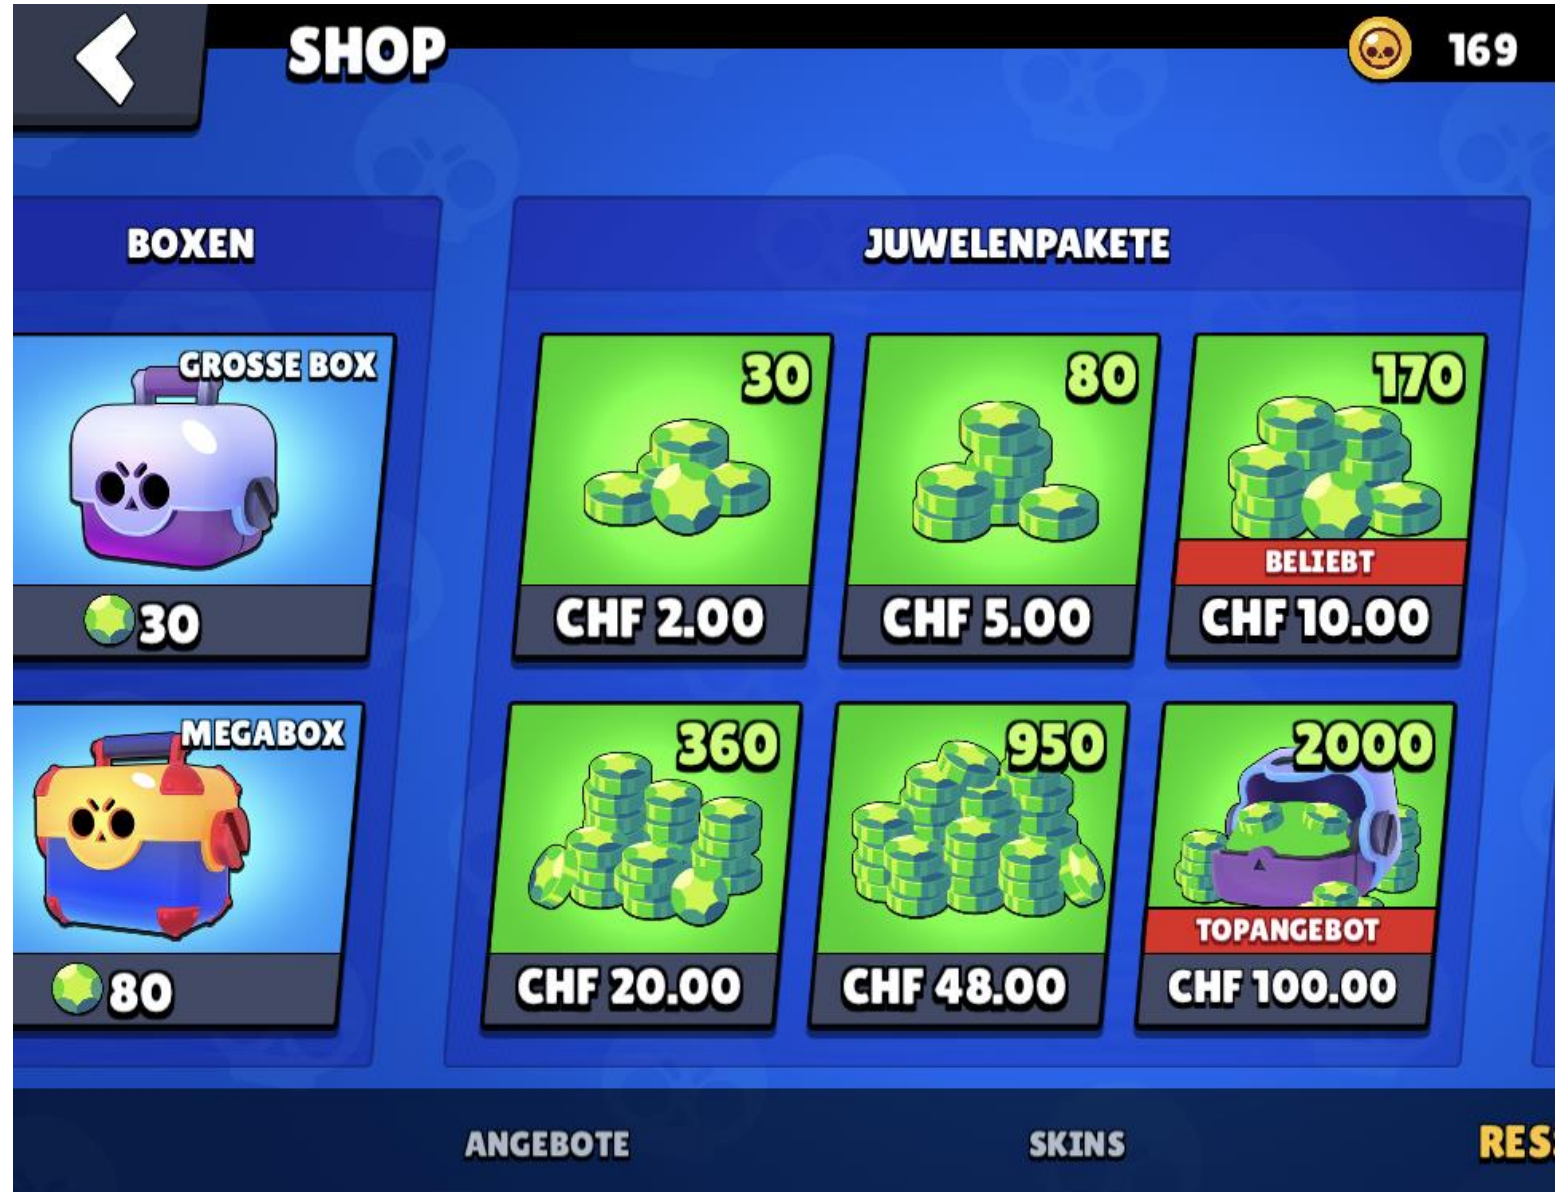 SHOP
169
BOXEN
GROSSE BOX
30
MEGABOX
80
JUWELENPAKETE
30
CHF 2.00
80
CHF 5.00
170
BELIEBT
CHF 10.00
360
CHF 20.00
950
CHF 48.00
2000
TOPANGEBOT
CHF 100.00
ANGEBOTE
SKINS
RES